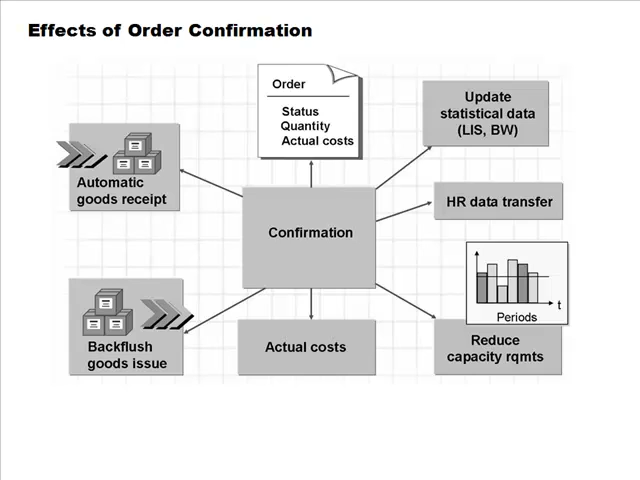 Effects of Order Confirmation
Order
Status
Quantity
Actual costs
Update
statistical data
(LIS, BW)
Automatic
goods receipt
HR data transfer
Confirmation
t
Periods
Backflush
goods issue
Actual costs
Reduce
capacity rqmts